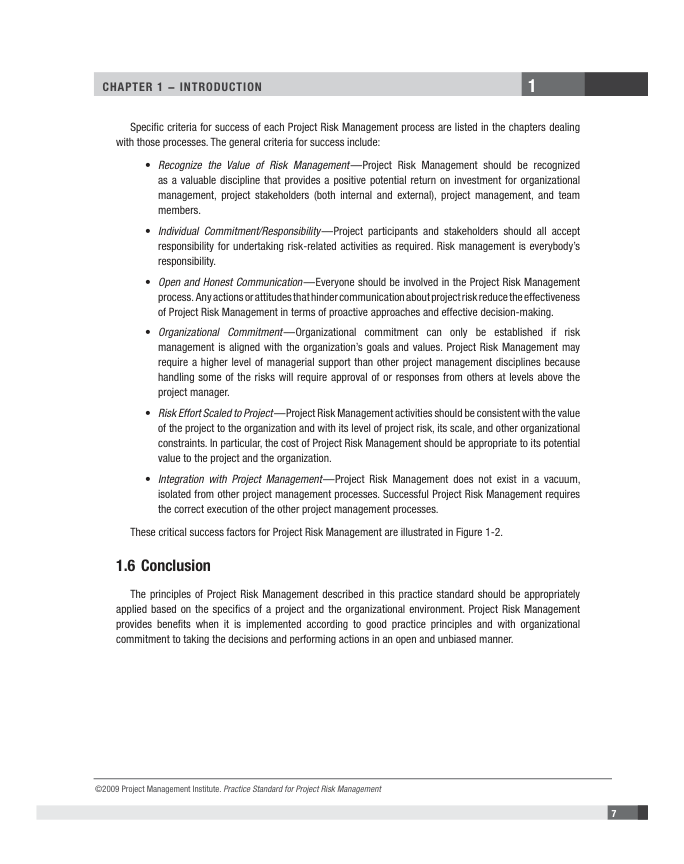 CHAPTER 1 – INTRODUCTION
1
Specific criteria for success of each Project Risk Management process are listed in the chapters dealing
with those processes. The general criteria for success include:
• Recognize the Value of Risk Management—Project Risk Management should be recognized
as a valuable discipline that provides a positive potential return on investment for organizational
management, project stakeholders (both internal and external), project management, and team
members.
• Individual Commitment/Responsibility—Project participants and stakeholders should all accept
responsibility for undertaking risk-related activities as required. Risk management is everybody's
responsibility.
• Open and Honest Communication—Everyone should be involved in the Project Risk Management
process. Any actions or attitudes that hinder communication about project risk reduce the effectiveness
of Project Risk Management in terms of proactive approaches and effective decision-making.
• Organizational Commitment—Organizational commitment can only be established if risk
management is aligned with the organization's goals and values. Project Risk Management may
require a higher level of managerial support than other project management disciplines because
handling some of the risks will require approval of or responses from others at levels above the
project manager.
• Risk Effort Scaled to Project—Project Risk Management activities should be consistent with the value
of the project to the organization and with its level of project risk, its scale, and other organizational
constraints. In particular, the cost of Project Risk Management should be appropriate to its potential
value to the project and the organization.
• Integration with Project Management—Project Risk Management does not exist in a vacuum,
isolated from other project management processes. Successful Project Risk Management requires
the correct execution of the other project management processes.
These critical success factors for Project Risk Management are illustrated in Figure 1-2.
1.6 Conclusion
The principles of Project Risk Management described in this practice standard should be appropriately
applied based on the specifics of a project and the organizational environment. Project Risk Management
provides benefits when it is implemented according to good practice principles and with organizational
commitment to taking the decisions and performing actions in an open and unbiased manner.
©2009 Project Management Institute. Practice Standard for Project Risk Management
7